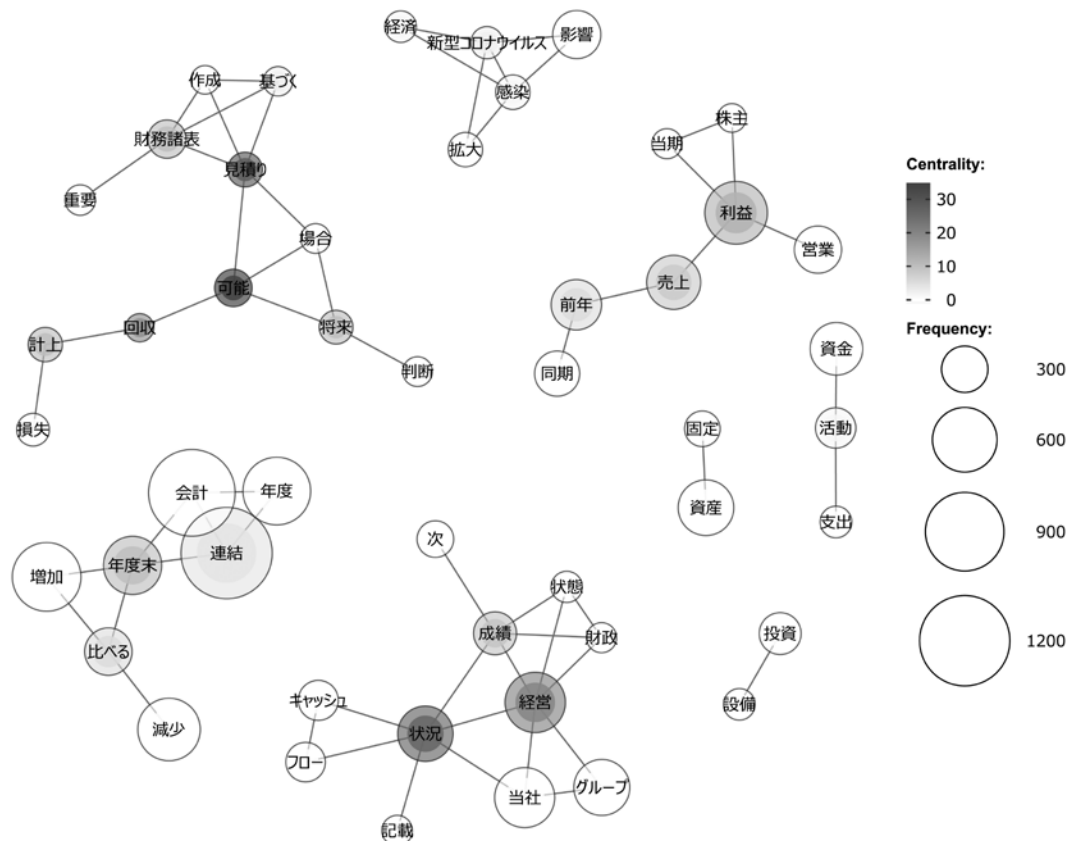 経済
新型コロナウイルス
影響
感染
拡大
作成
基づく
財務諸表
見積り
重要
場合
可能
回収
将来
計上
判断
損失
株主
当期
利益
営業
売上
前年
同期
Centrality:
30
20
10
0
Frequency:
300
600
900
1200
資金
活動
支出
固定
資産
会計
年度
連結
年度末
増加
比べる
減少
次
状態
成績
財政
キャッシュ
経営
状況
フロー
当社
グループ
記載
投資
設備